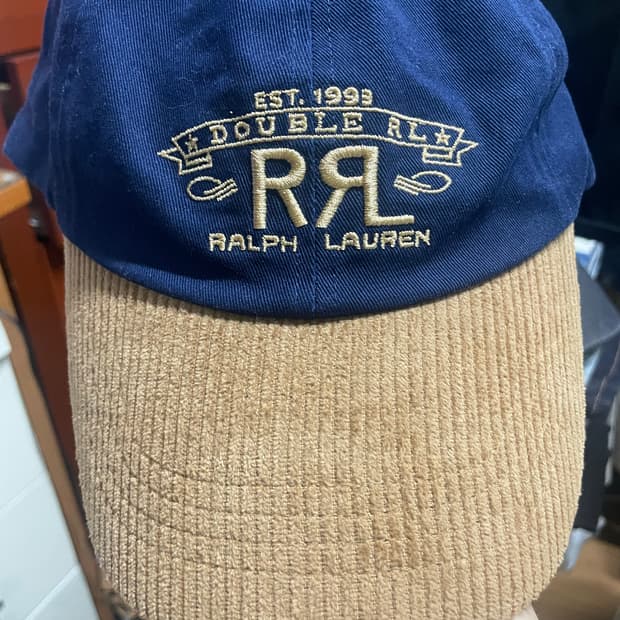 EST. 1993
DOUBLE RL
RRL
RALPH LAUREN